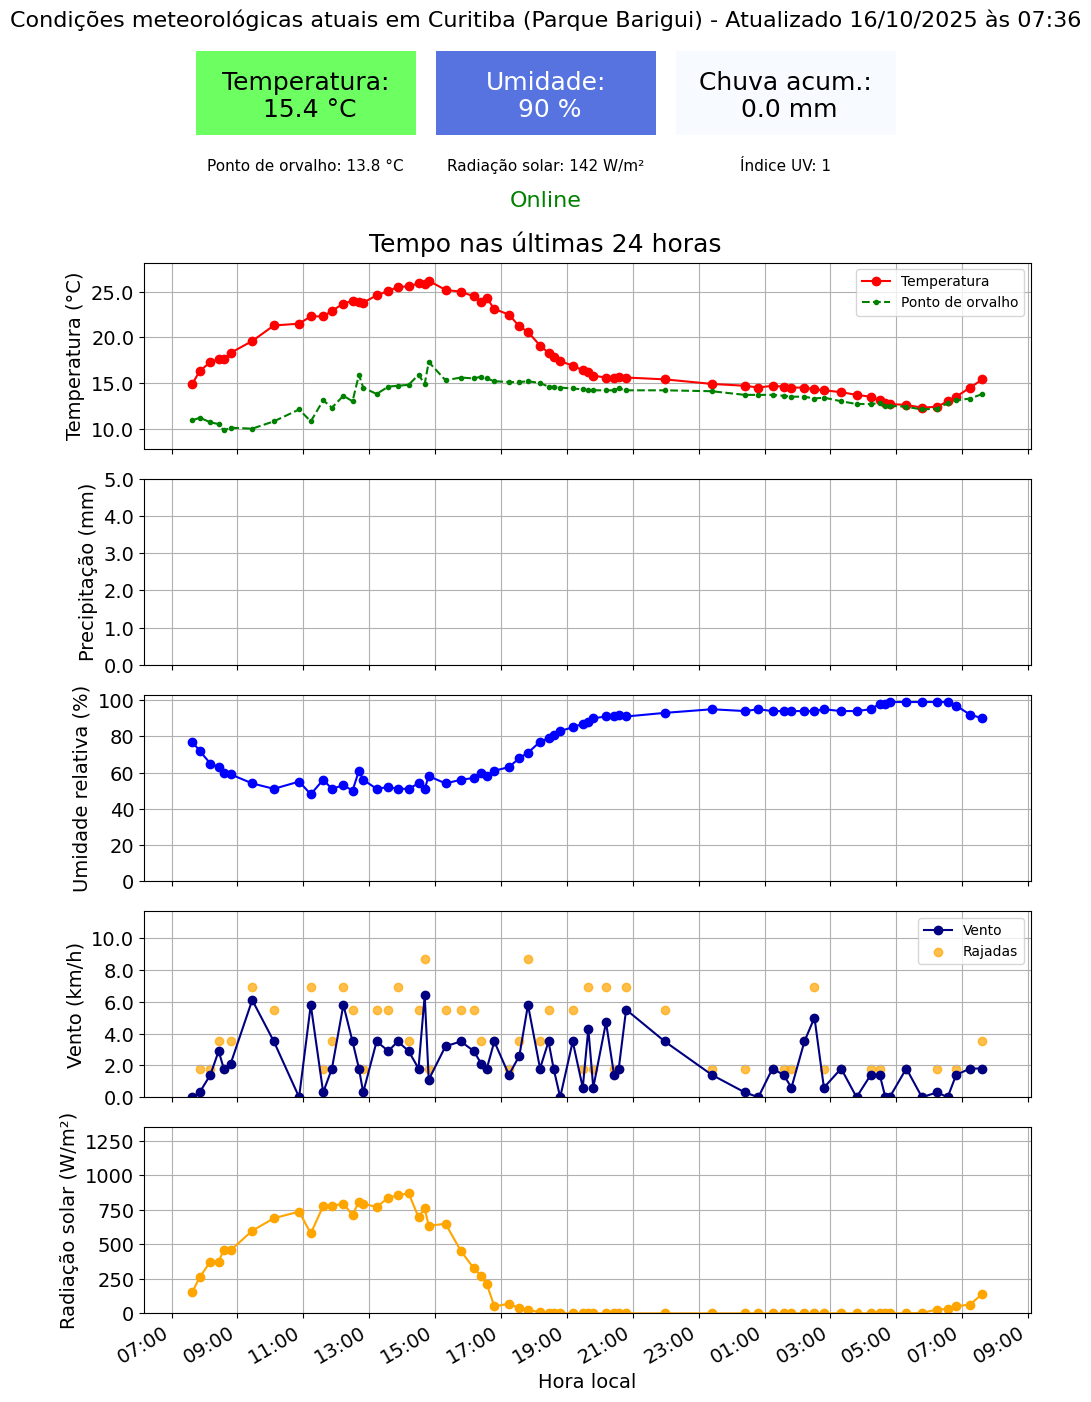 Condições meteorológicas atuais em Curitiba (Parque Barigui) - Atualizado 16/10/2025 às 07:36
Temperatura:
15.4 °C
Umidade:
90 %
Chuva acum.:
0.0 mm
Ponto de orvalho: 13.8 °C
Radiação solar: 142 W/m²
Índice UV: 1
Online
Tempo nas últimas 24 horas
Temperatura (°C)
25.0
20.0
15.0
10.0
Temperatura
Ponto de orvalho
Precipitação (mm)
5.0
4.0
3.0
2.0
1.0
0.0
Umidade relativa (%)
100
80
60
40
20
0
Vento (km/h)
10.0
8.0
6.0
4.0
2.0
0.0
Vento
Rajadas
Radiação solar (W/m²)
1250
1000
750
500
250
0
07:00
09:00
11:00
13:00
15:00
17:00
19:00
21:00
23:00
01:00
03:00
05:00
07:00
09:00
Hora local